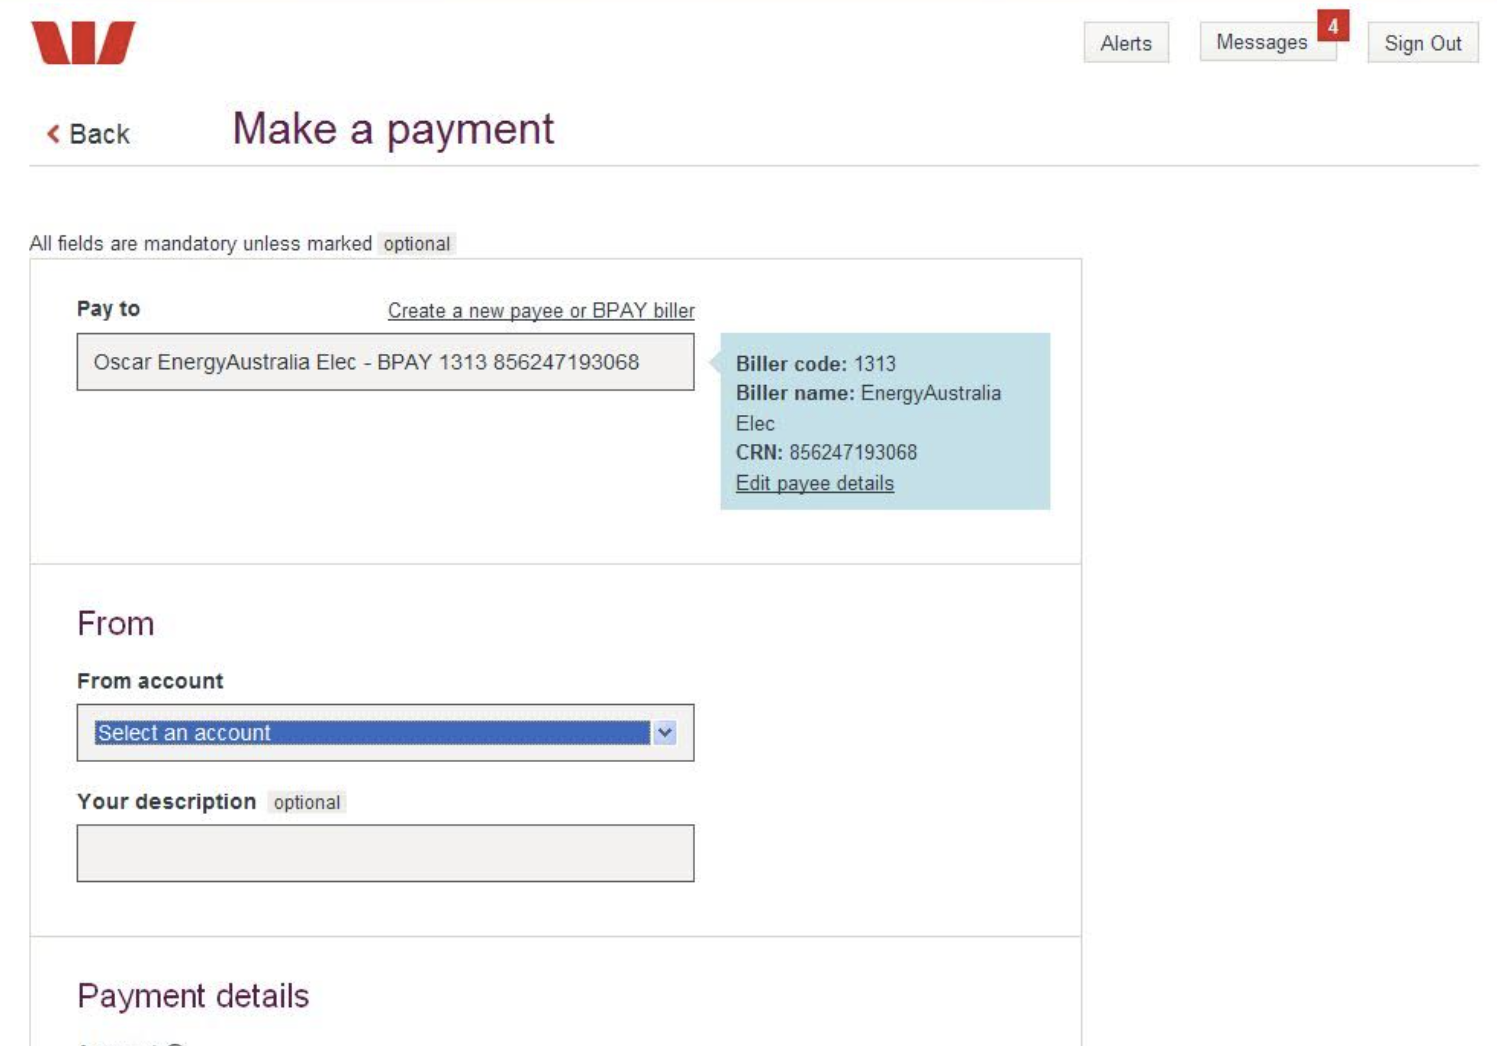 Alerts
Messages
4
Sign Out
Back
Make a payment
All fields are mandatory unless marked optional
Pay to
Create a new payee or BPAY biller
Oscar EnergyAustralia Elec - BPAY 1313 856247193068
Biller code: 1313
Biller name: EnergyAustralia
Elec
CRN: 856247193068
Edit payee details
From
From account
Select an account
Your description optional
Payment details